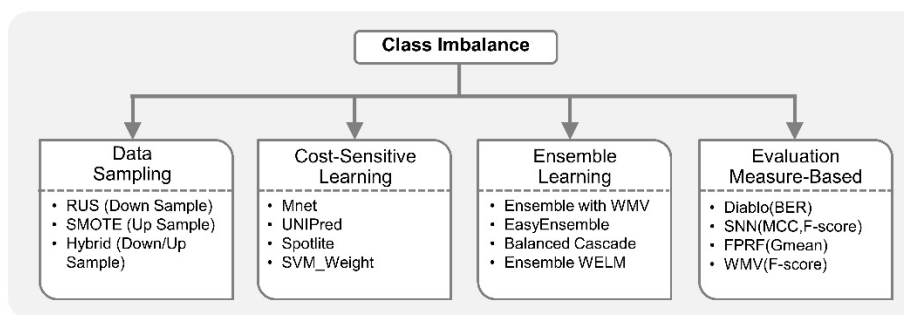 Class Imbalance
Data
Sampling
• RUS (Down Sample)
• SMOTE (Up Sample)
• Hybrid (Down/Up
Sample)
Cost-Sensitive
Learning
• Mnet
• UNIPred
• Spotlite
• SVM_Weight
Ensemble
Learning
• Ensemble with WMV
• EasyEnsemble
• Balanced Cascade
• Ensemble WELM
Evaluation
Measure-Based
• Diablo(BER)
• SNN(MCC,F-score)
• FPRF(Gmean)
• WMV(F-score)